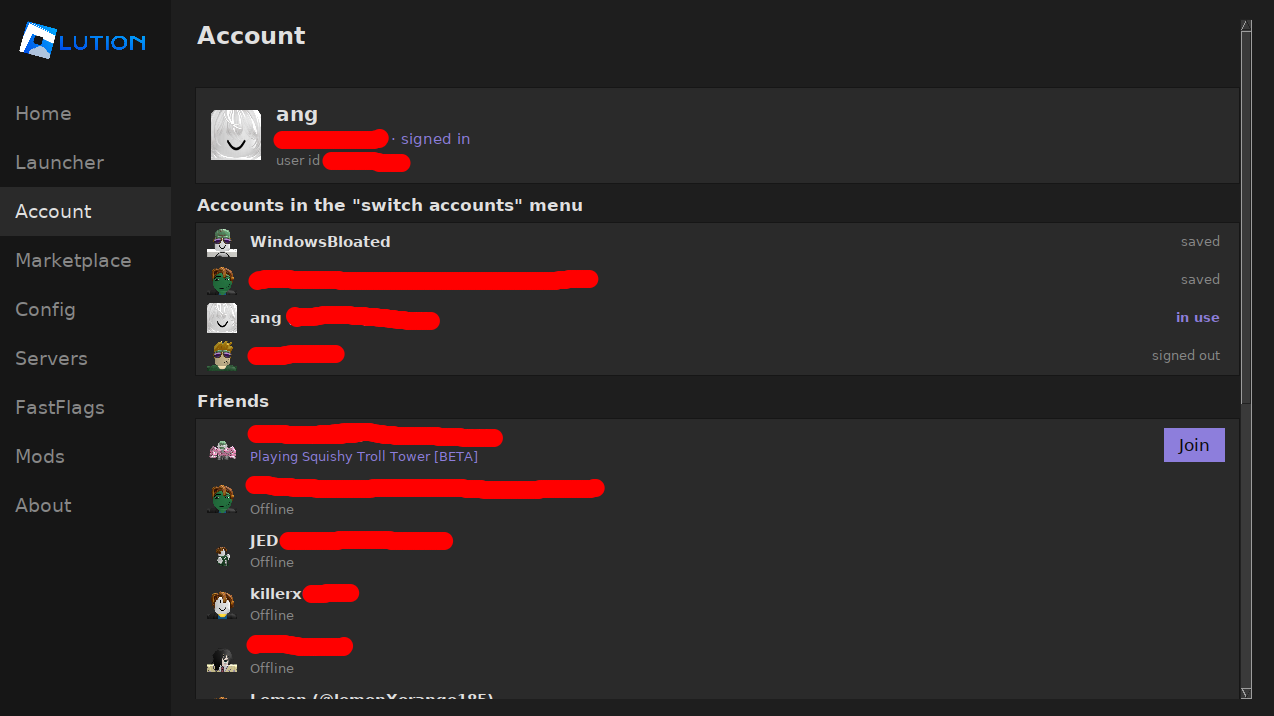 LUTION
Account
Home
Launcher
Account
Marketplace
Config
Servers
FastFlags
Mods
About
ang
· signed in
user id
Accounts in the "switch accounts" menu
WindowsBloated saved
saved
ang in use
signed out
Friends
Playing Squishy Troll Tower [BETA] Join
Offline
JED
Offline
killerx
Offline
Offline